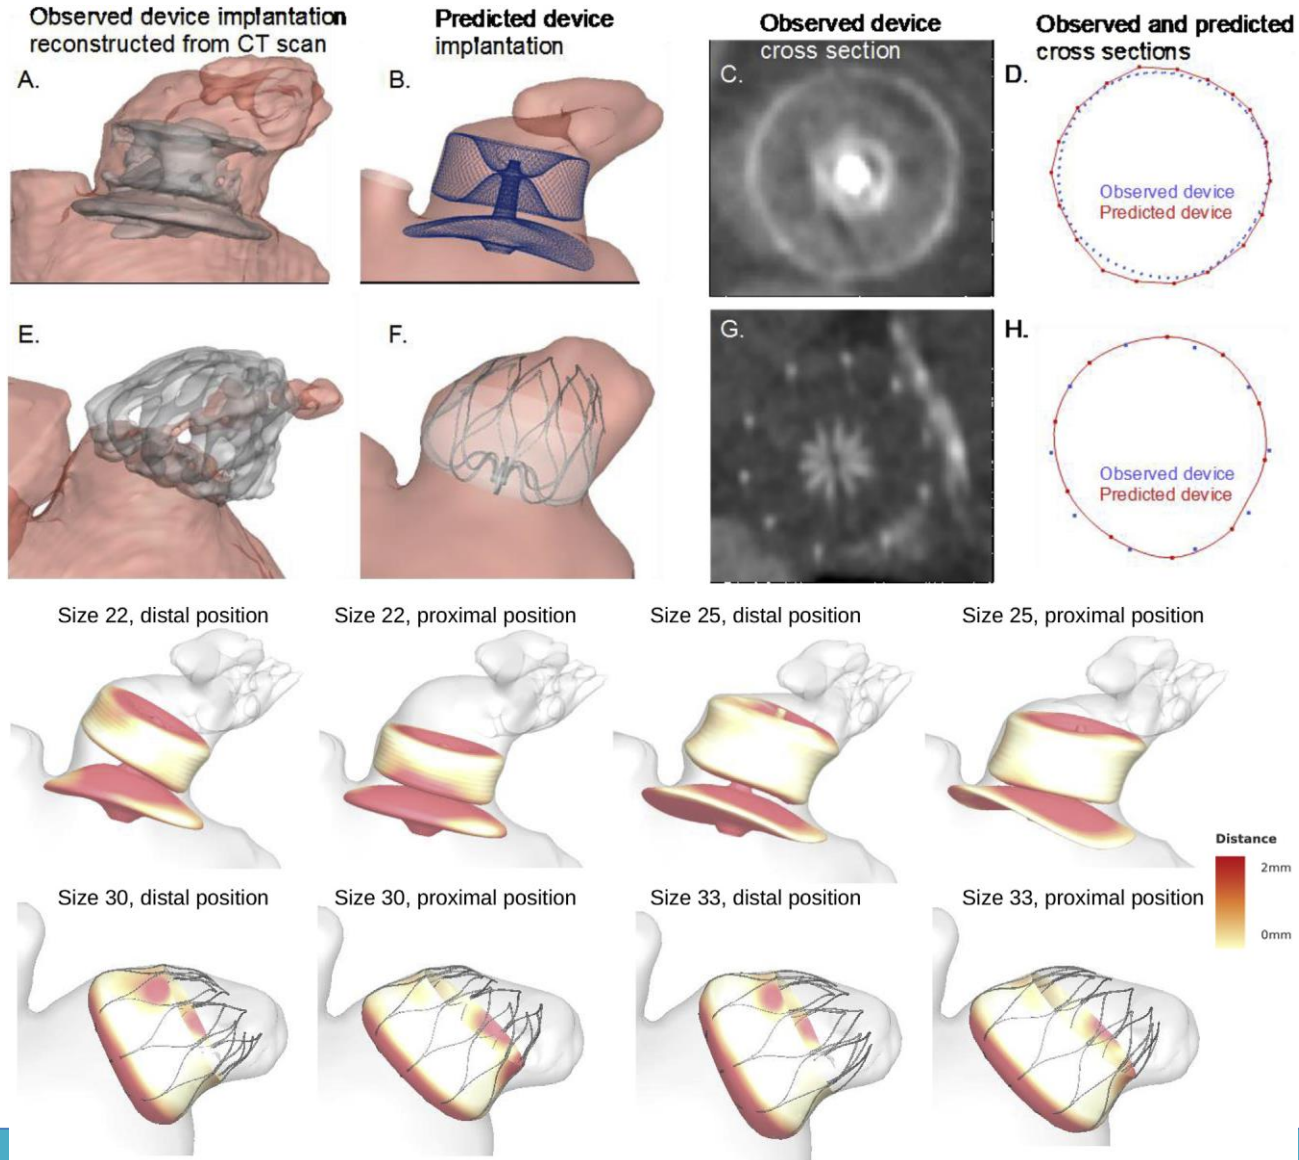 Observed device implantation
reconstructed from CT scan
Predicted device
implantation
Observed device
cross section
Observed and predicted
cross sections
A.
B.
C.
D.
Observed device
Predicted device
E.
F.
G.
H.
Observed device
Predicted device
Size 22, distal position
Size 22, proximal position
Size 25, distal position
Size 25, proximal position
Distance
2mm
0mm
Size 30, distal position
Size 30, proximal position
Size 33, distal position
Size 33, proximal position